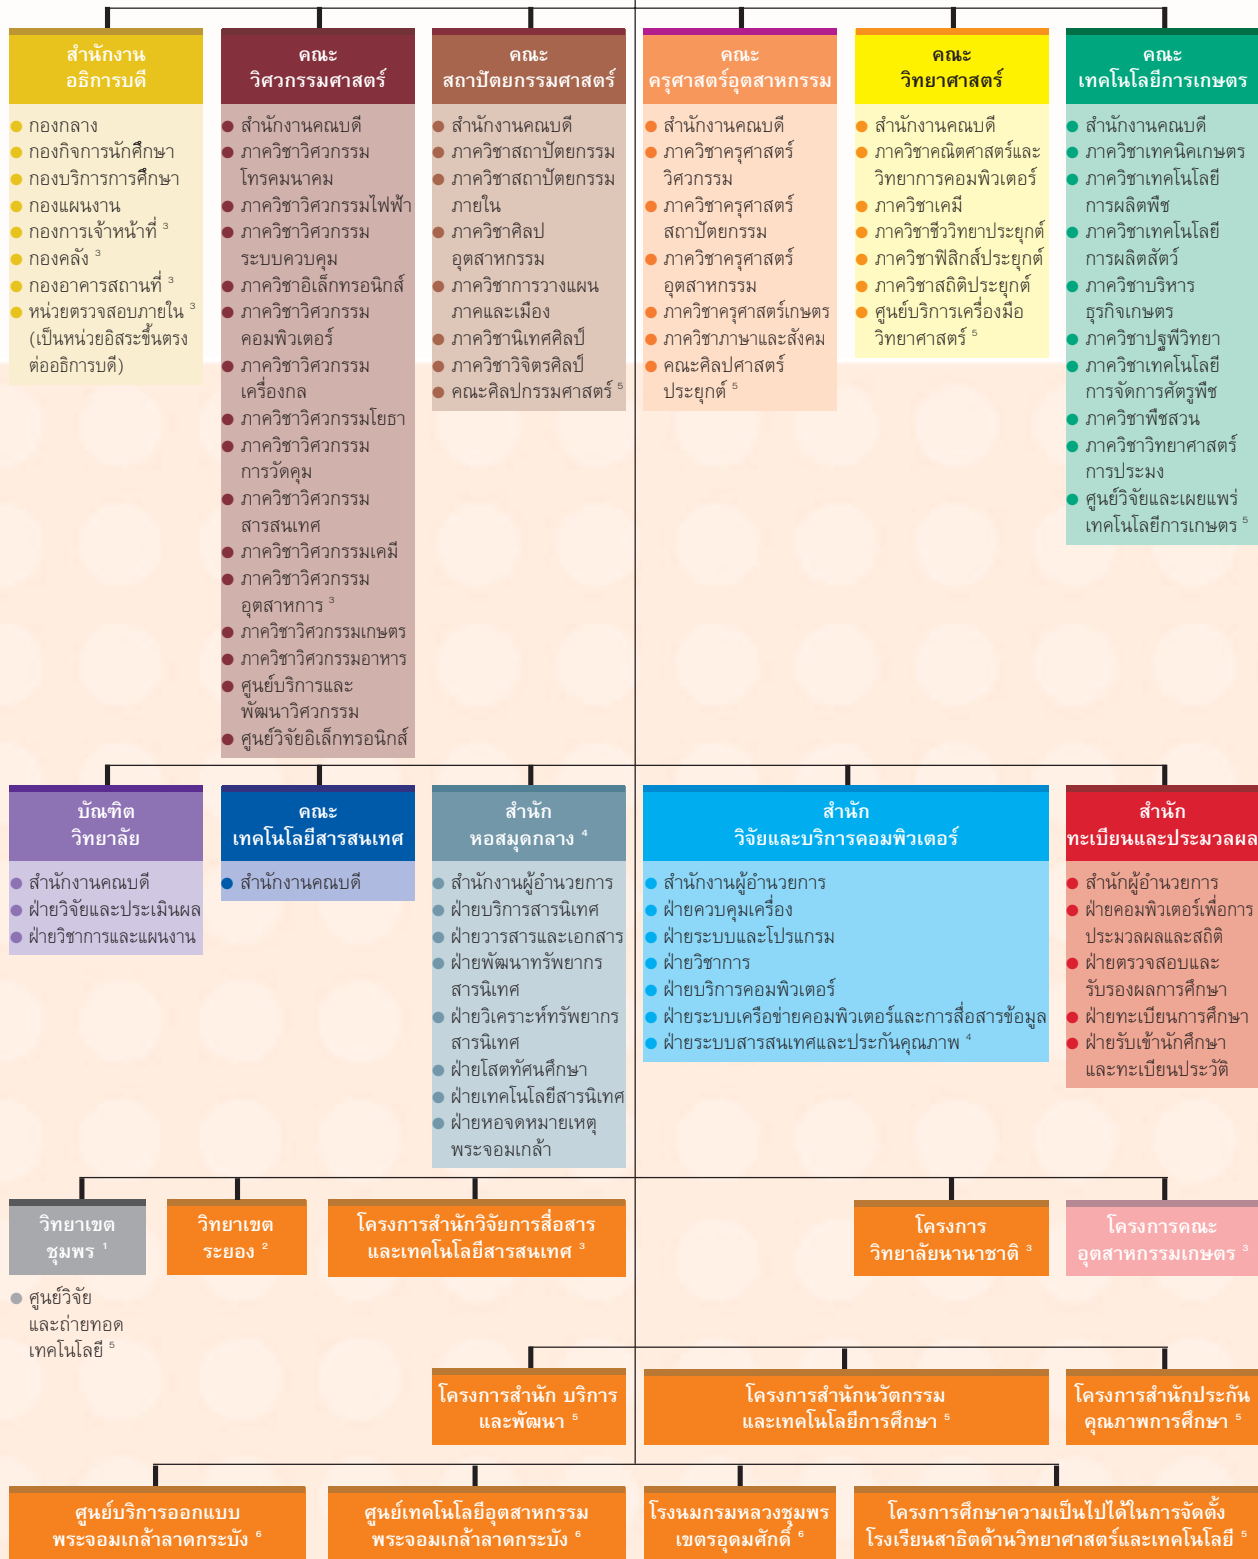 สำนักงาน
อธิการบดี
กองกลาง
กองกิจการนักศึกษา
กองบริการการศึกษา
กองแผนงาน
กองการเจ้าหน้าที่ ³
กองคลัง ³
กองอาคารสถานที่ ³
หน่วยตรวจสอบภายใน ³
(เป็นหน่วยอิสระขึ้นตรง
ต่ออธิการบดี)
คณะ
วิศวกรรมศาสตร์
สำนักงานคณบดี
ภาควิชาวิศวกรรม
โทรคมนาคม
ภาควิชาวิศวกรรมไฟฟ้า
ภาควิชาวิศวกรรม
ระบบควบคุม
ภาควิชาอิเล็กทรอนิกส์
ภาควิชาวิศวกรรม
คอมพิวเตอร์
ภาควิชาวิศวกรรม
เครื่องกล
ภาควิชาวิศวกรรมโยธา
ภาควิชาวิศวกรรม
การวัดคุม
ภาควิชาวิศวกรรม
สารสนเทศ
ภาควิชาวิศวกรรมเคมี
ภาควิชาวิศวกรรม
อุตสาหการ ³
ภาควิชาวิศวกรรมเกษตร
ภาควิชาวิศวกรรมอาหาร
ศูนย์บริการและ
พัฒนาวิศวกรรม
ศูนย์วิจัยอิเล็กทรอนิกส์
คณะ
สถาปัตยกรรมศาสตร์
สำนักงานคณบดี
ภาควิชาสถาปัตยกรรม
ภาควิชาสถาปัตยกรรม
ภายใน
ภาควิชาศิลป
อุตสาหกรรม
ภาควิชาการวางแผน
ภาคและเมือง
ภาควิชานิเทศศิลป์
ภาควิชาวิจิตรศิลป์
คณะศิลปกรรมศาสตร์ ⁵
คณะ
ครุศาสตร์อุตสาหกรรม
สำนักงานคณบดี
ภาควิชาครุศาสตร์
วิศวกรรม
ภาควิชาครุศาสตร์
สถาปัตยกรรม
ภาควิชาครุศาสตร์
อุตสาหกรรม
ภาควิชาครุศาสตร์เกษตร
ภาควิชาภาษาและสังคม
คณะศิลปศาสตร์
ประยุกต์ ⁵
คณะ
วิทยาศาสตร์
สำนักงานคณบดี
ภาควิชาคณิตศาสตร์และ
วิทยาการคอมพิวเตอร์
ภาควิชาเคมี
ภาควิชาชีววิทยาประยุกต์
ภาควิชาฟิสิกส์ประยุกต์
ภาควิชาสถิติประยุกต์
ศูนย์บริการเครื่องมือ
วิทยาศาสตร์ ⁵
คณะ
เทคโนโลยีการเกษตร
สำนักงานคณบดี
ภาควิชาเทคนิคเกษตร
ภาควิชาเทคโนโลยี
การผลิตพืช
ภาควิชาเทคโนโลยี
การผลิตสัตว์
ภาควิชาบริหาร
ธุรกิจเกษตร
ภาควิชาปฐพีวิทยา
ภาควิชาเทคโนโลยี
การจัดการศัตรูพืช
ภาควิชาพืชสวน
ภาควิชาวิทยาศาสตร์
การประมง
ศูนย์วิจัยและเผยแพร่
เทคโนโลยีการเกษตร ⁵
บัณฑิต
วิทยาลัย
สำนักงานคณบดี
ฝ่ายวิจัยและประเมินผล
ฝ่ายวิชาการและแผนงาน
คณะ
เทคโนโลยีสารสนเทศ
สำนักงานคณบดี
สำนัก
หอสมุดกลาง ⁴
สำนักงานผู้อำนวยการ
ฝ่ายบริการสารนิเทศ
ฝ่ายวารสารและเอกสาร
ฝ่ายพัฒนาทรัพยากร
สารนิเทศ
ฝ่ายวิเคราะห์ทรัพยากร
สารนิเทศ
ฝ่ายโสตทัศนศึกษา
ฝ่ายเทคโนโลยีสารนิเทศ
ฝ่ายหอจดหมายเหตุ
พระจอมเกล้า
สำนัก
วิจัยและบริการคอมพิวเตอร์
สำนักงานผู้อำนวยการ
ฝ่ายควบคุมเครื่อง
ฝ่ายระบบและโปรแกรม
ฝ่ายวิชาการ
ฝ่ายบริการคอมพิวเตอร์
ฝ่ายระบบเครือข่ายคอมพิวเตอร์และการสื่อสารข้อมูล
ฝ่ายระบบสารสนเทศและประกันคุณภาพ ⁴
สำนัก
ทะเบียนและประมวลผล
สำนักผู้อำนวยการ
ฝ่ายคอมพิวเตอร์เพื่อการ
ประมวลผลและสถิติ
ฝ่ายตรวจสอบและ
รับรองผลการศึกษา
ฝ่ายทะเบียนการศึกษา
ฝ่ายรับเข้านักศึกษา
และทะเบียนประวัติ
วิทยาเขต
ชุมพร ¹
ศูนย์วิจัย
และถ่ายทอด
เทคโนโลยี ⁵
วิทยาเขต
ระยอง ²
โครงการสำนักวิจัยการสื่อสาร
และเทคโนโลยีสารสนเทศ ³
โครงการ
วิทยาลัยนานาชาติ ³
โครงการคณะ
อุตสาหกรรมเกษตร ³
โครงการสำนัก บริการ
และพัฒนา ⁵
โครงการสำนักนวัตกรรม
และเทคโนโลยีการศึกษา ⁵
โครงการสำนักประกัน
คุณภาพการศึกษา ⁵
ศูนย์บริการออกแบบ
พระจอมเกล้าลาดกระบัง ⁶
ศูนย์เทคโนโลยีอุตสาหกรรม
พระจอมเกล้าลาดกระบัง ⁶
โรงนมกรมหลวงชุมพร
เขตรอุดมศักดิ์ ⁶
โครงการศึกษาความเป็นไปได้ในการจัดตั้ง
โรงเรียนสาธิตด้านวิทยาศาสตร์และเทคโนโลยี ⁵